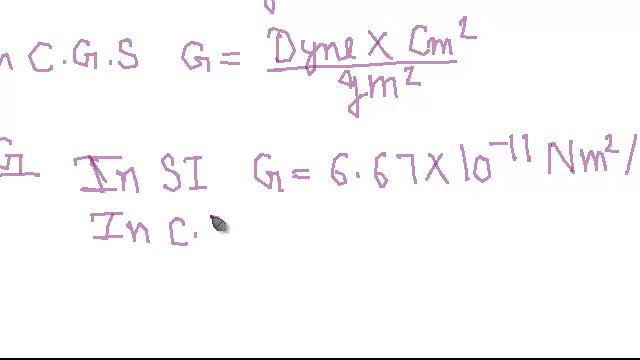 n C.G.S G = Dyne X Cm²
gm²
G In SI G = 6.67 X 10⁻¹¹ Nm²/
In C.